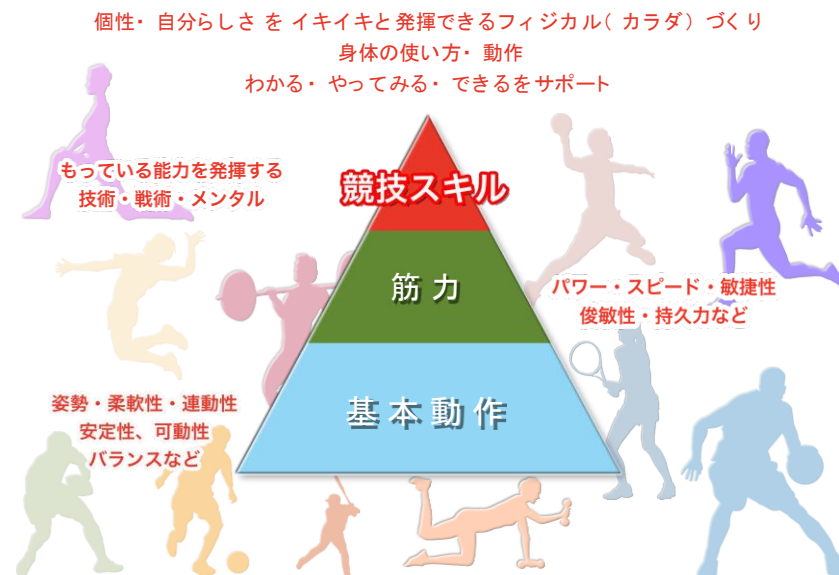 個性・自分らしさ を イキイキと発揮できるフィジカル(カラダ)づくり
身体の使い方・動作
わかる・やってみる・できるをサポート
もっている能力を発揮する
技術・戦術・メンタル
競技スキル
筋力
パワー・スピード・敏捷性
俊敏性・持久力など
姿勢・柔軟性・連動性
安定性、可動性
バランスなど
基本動作